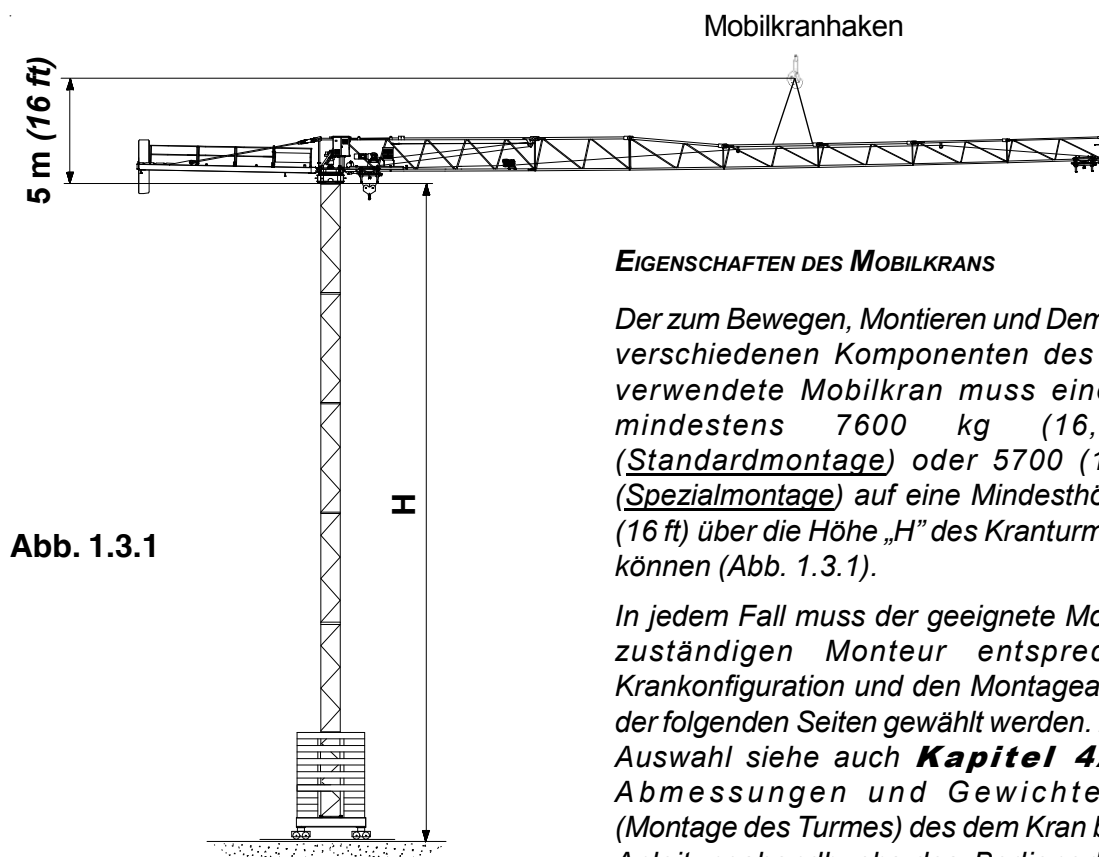 Mobilkranhaken
5 m (16 ft)
H
Abb. 1.3.1
EIGENSCHAFTEN DES MOBILKRANS
Der zum Bewegen, Montieren und Dem
verschiedenen Komponenten des
verwendete Mobilkran muss eine
mindestens 7600 kg (16,
(Standardmontage) oder 5700 (1
(Spezialmontage) auf eine Mindesthö
(16 ft) über die Höhe „H” des Kranturm
können (Abb. 1.3.1).
In jedem Fall muss der geeignete Mo
zuständigen Monteur entsprec
Krankonfiguration und den Montagea
der folgenden Seiten gewählt werden.
Auswahl siehe auch Kapitel 4
Abmessungen und Gewichte
(Montage des Turmes) des dem Kran b